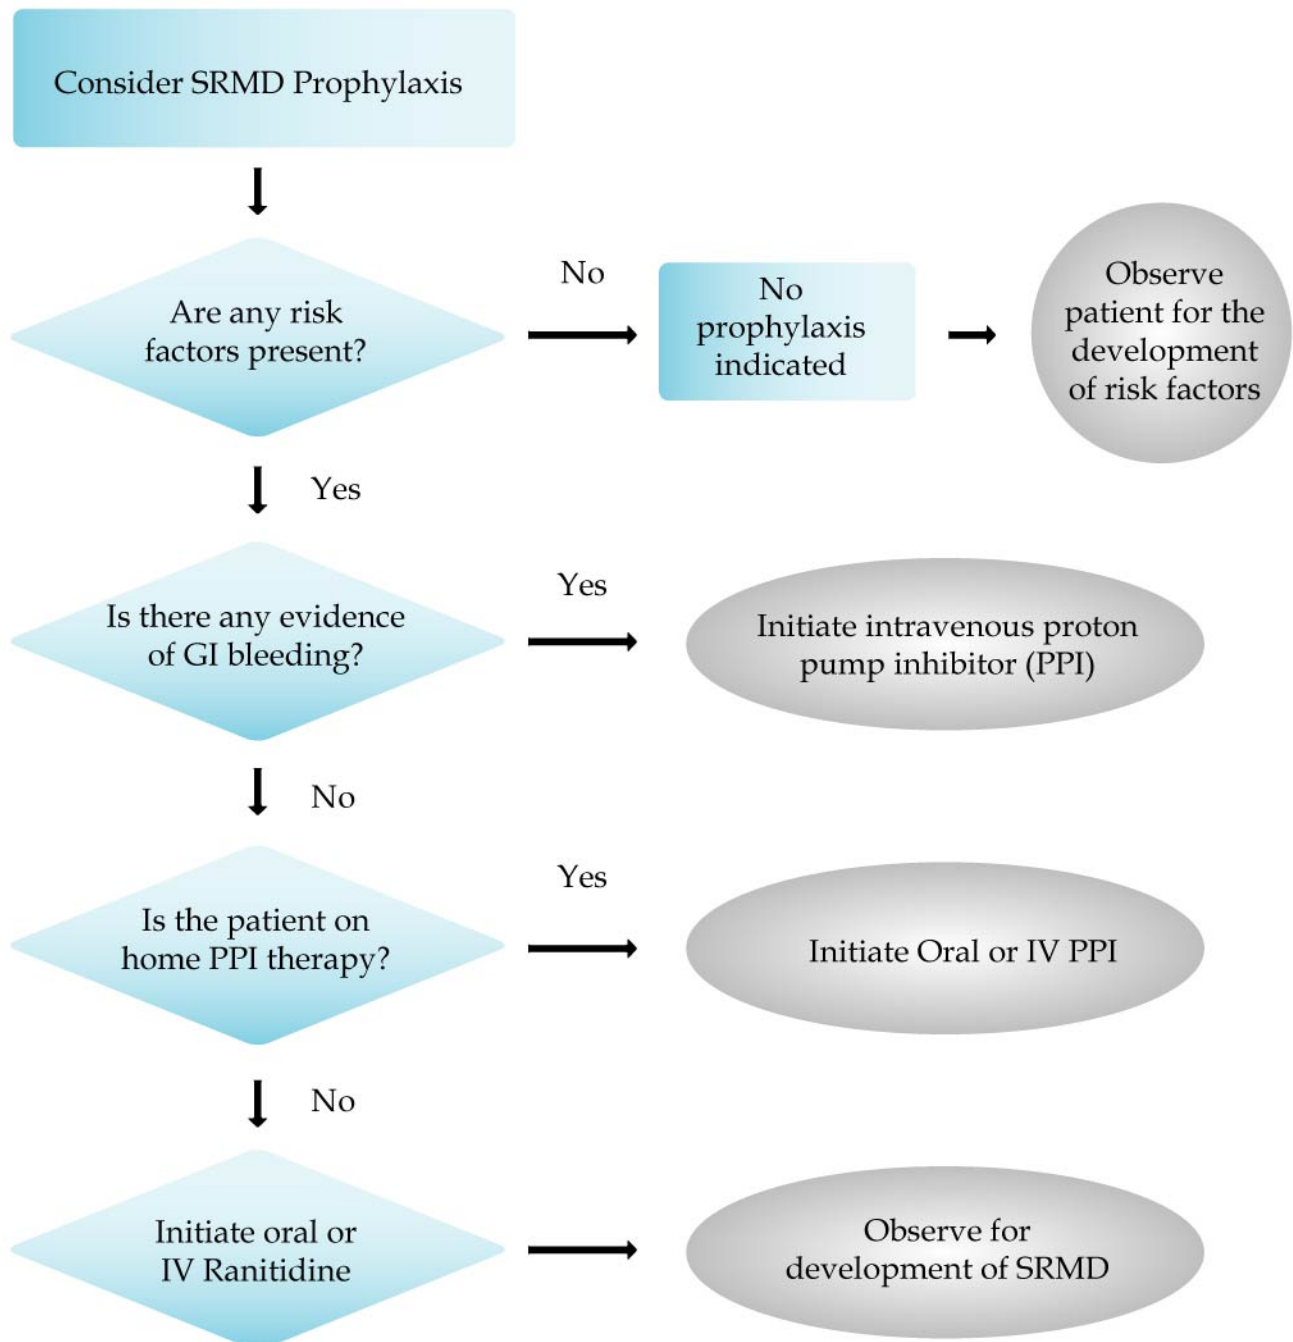 Consider SRMD Prophylaxis
Are any risk
factors present?
No
No
prophylaxis
indicated
Observe
patient for the
development
of risk factors
Yes
Is there any evidence
of GI bleeding?
Yes
Initiate intravenous proton
pump inhibitor (PPI)
No
Is the patient on
home PPI therapy?
Yes
Initiate Oral or IV PPI
No
Initiate oral or
IV Ranitidine
Observe for
development of SRMD